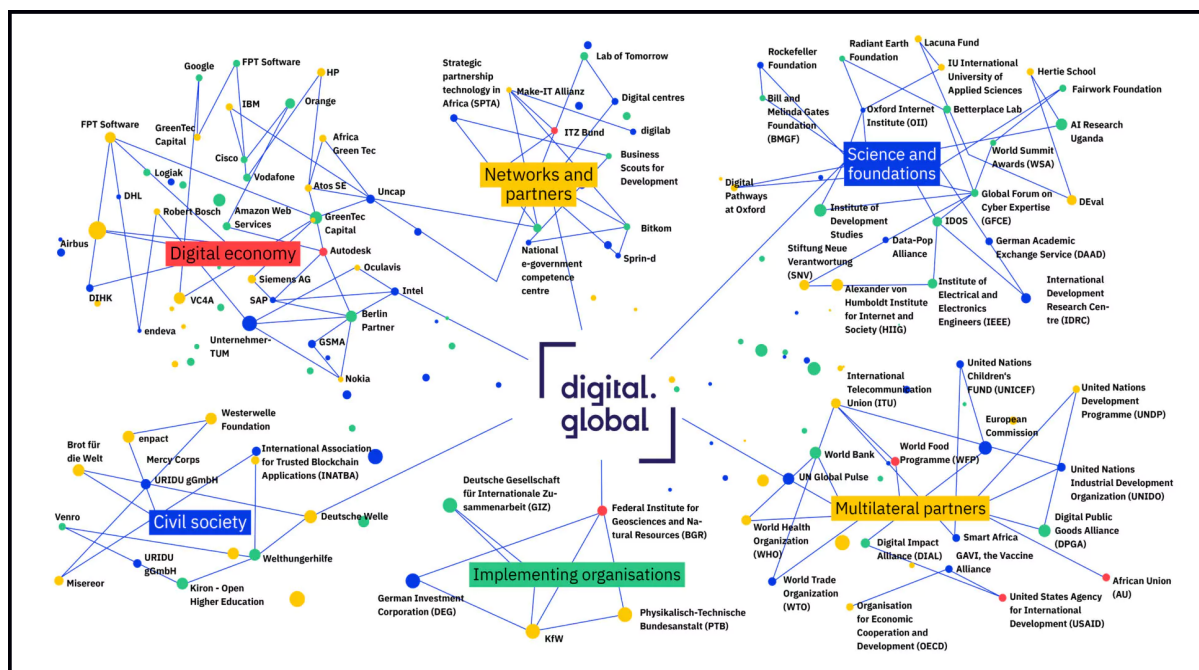 Google
FPT Software
HP
IBM
Orange
FPT Software
GreenTec
Capital
Africa
Green Tec
Cisco
Logiak
Vodafone
Atos SE
Uncap
DHL
Robert Bosch
Amazon Web
Services
GreenTec
Capital
Airbus
Digital economy
Autodesk
Oculavis
Siemens AG
DIHK
VC4A
SAP
Intel
endeva
Berlin
Partner
Unternehmer-
TUM
GSMA
Nokia
Strategic
partnership
technology in
Africa (SPTA)
Lab of Tomorrow
Make-IT Allianz
Digital centres
ITZ Bund
digilab
Business
Scouts for
Development
Networks and
partners
Bitkom
National
e-government
competence
centre
Sprin-d
Rockefeller
Foundation
Radiant Earth
Foundation
Lacuna Fund
IU International
University of
Applied Sciences
Hertie School
Bill and
Melinda Gates
Foundation
(BMGF)
Oxford Internet
Institute (OII)
Betterplace Lab
Fairwork Foundation
AI Research
Uganda
Science and
foundations
World Summit
Awards (WSA)
Digital
Pathways
at Oxford
Global Forum on
Cyber Expertise
(GFCE)
DEval
Institute of
Development
Studies
IDOS
Stiftung Neue
Verantwortung
(SNV)
Data-Pop
Alliance
German Academic
Exchange Service (DAAD)
Alexander von
Humboldt Institute
for Internet and
Society (HIIG)
Institute of
Electrical and
Electronics
Engineers (IEEE)
International
Development
Research Cen-
tre (IDRC)
digital.
global
Westerwelle
Foundation
enpact
Brot für
die Welt
Mercy Corps
URIDU gGmbH
International Association
for Trusted Blockchain
Applications (INATBA)
Civil society
Deutsche Welle
Venro
Welthungerhilfe
URIDU
gGmbH
Misereor
Kiron - Open
Higher Education
Deutsche Gesellschaft
für Internationale Zu-
sammenarbeit (GIZ)
Federal Institute for
Geosciences and Na-
tural Resources (BGR)
Implementing organisations
German Investment
Corporation (DEG)
KfW
Physikalisch-Technische
Bundesanstalt (PTB)
International
Telecommunication
Union (ITU)
United Nations
Children's
FUND (UNICEF)
United Nations
Development
Programme (UNDP)
European
Commission
World Bank
World Food
Programme (WFP)
UN Global Pulse
United Nations
Industrial Development
Organization (UNIDO)
Multilateral partners
World Health
Organization
(WHO)
Digital Impact
Alliance (DIAL)
Smart Africa
Digital Public
Goods Alliance
(DPGA)
GAVI, the Vaccine
Alliance
World Trade
Organization
(WTO)
African Union
(AU)
United States Agency
for International
Development (USAID)
Organisation
for Economic
Cooperation and
Development (OECD)